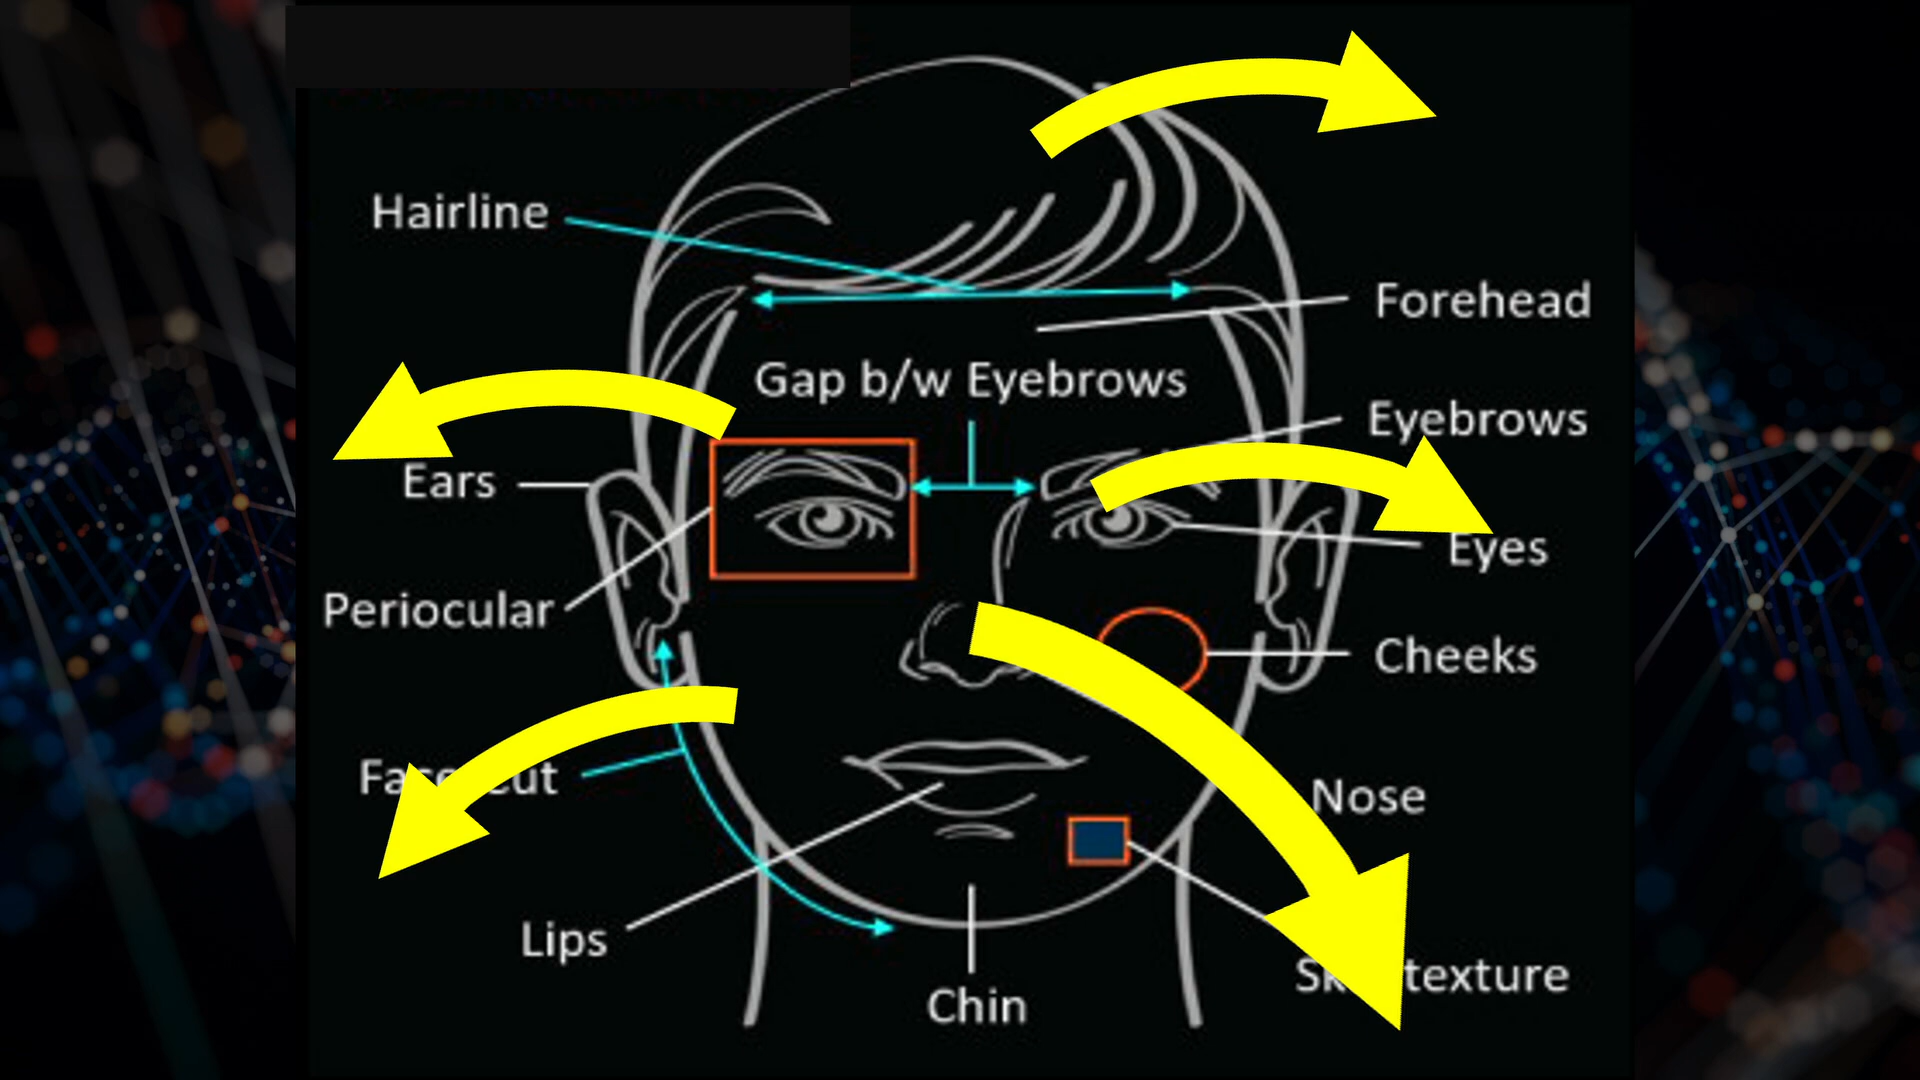 Hairline
Forehead
Gap b/w Eyebrows
Eyebrows
Ears
Eyes
Periocular
Cheeks
Nose
Lips
texture
Chin